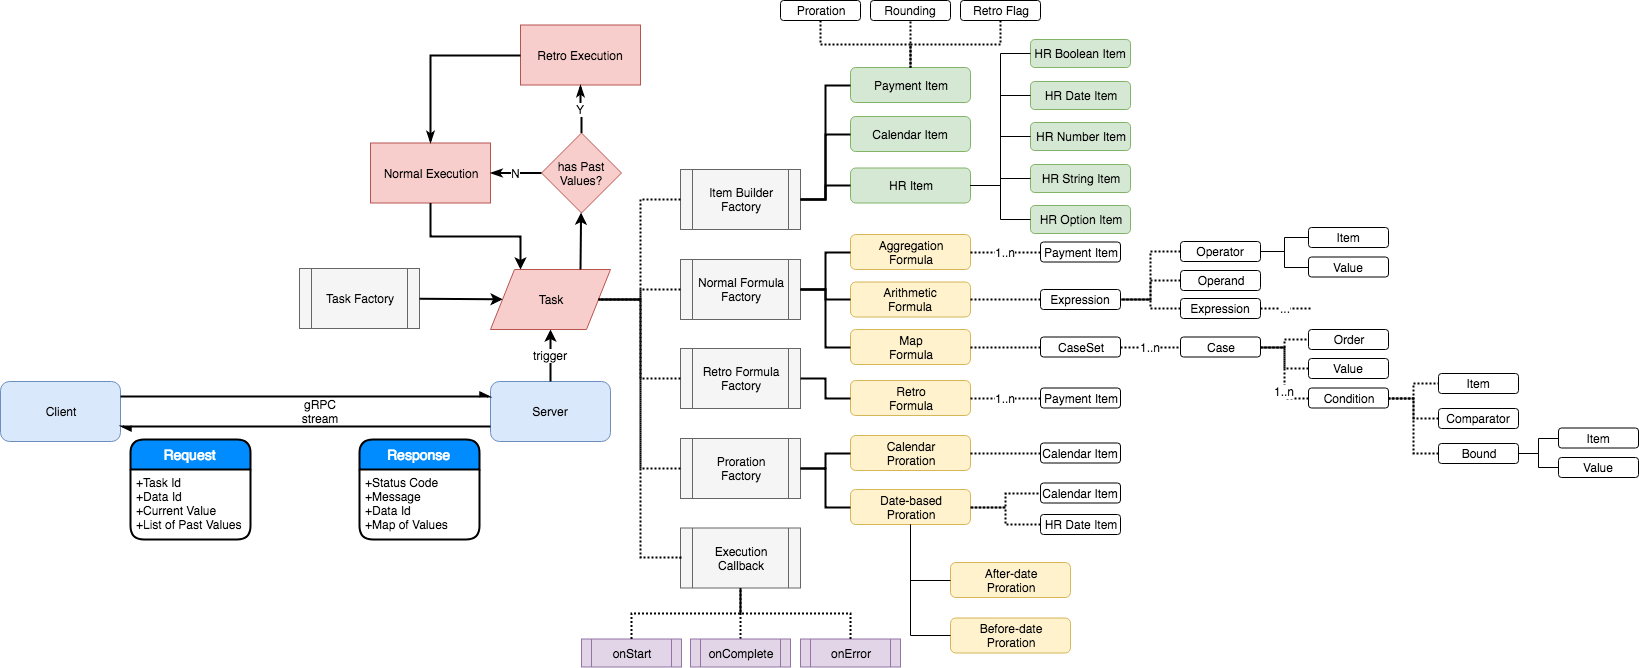 Proration
Rounding
Retro Flag
Retro Execution
Y
has Past
Values?
N
Normal Execution
Task Factory
Task
trigger
Client
gRPC
stream
Server
Request
+Task Id
+Data Id
+Current Value
+List of Past Values
Response
+Status Code
+Message
+Data Id
+Map of Values
Item Builder
Factory
Payment Item
Calendar Item
HR Item
HR Boolean Item
HR Date Item
HR Number Item
HR String Item
HR Option Item
Normal Formula
Factory
Aggregation
Formula
1..n
Payment Item
Arithmetic
Formula
Expression
Operator
Item
Value
Operand
Expression
...
Map
Formula
CaseSet
1..n
Case
Order
Value
1..n
Condition
Item
Comparator
Bound
Item
Value
Retro Formula
Factory
Retro
Formula
1..n
Payment Item
Proration
Factory
Calendar
Proration
Calendar Item
Date-based
Proration
Calendar Item
HR Date Item
After-date
Proration
Before-date
Proration
Execution
Callback
onStart
onComplete
onError